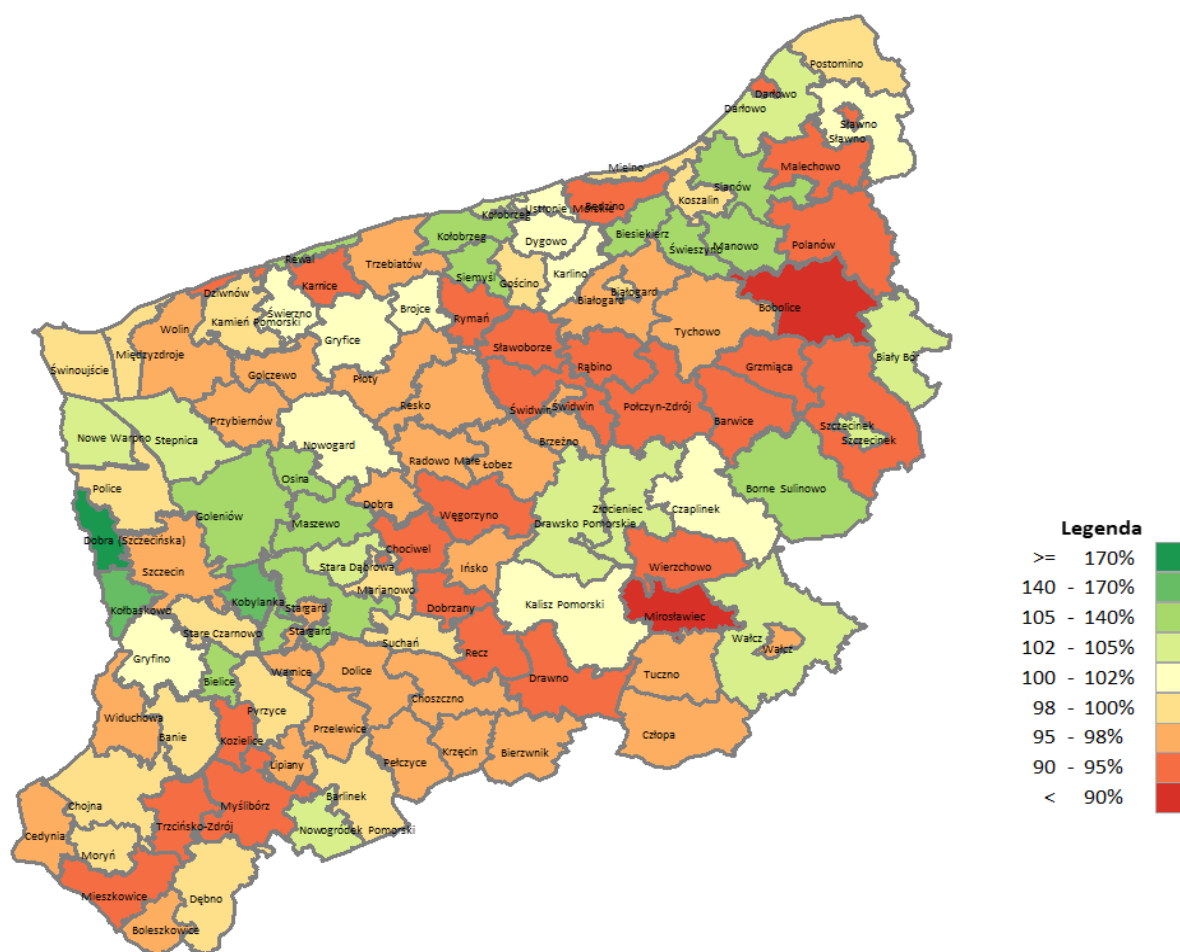 Postomino
Darłowo
Darłowo
Sławno
Sławno
Malechowo
Mielno
Sianów
Koszalin
Ustronie Morskie
Będzino
Kołobrzeg
Kołobrzeg
Dygowo
Biesiekierz
Świeszyno
Manowo
Polanów
Rewal
Trzebiatów
Karnice
Siemyśl
Gościno
Karlino
Dziwnów
Świerzno
Brojce
Białogard
Białogard
Bobolice
Kamień Pomorski
Rymań
Wolin
Gryfice
Tychowo
Międzyzdroje
Sławoborze
Biały Bór
Świnoujście
Golczewo
Płoty
Rąbino
Grzmiąca
Resko
Świdwin
Świdwin
Połczyn-Zdrój
Przybiernów
Barwice
Szczecinek
Szczecinek
Nowe Warpno
Stepnica
Nowogard
Brzeżno
Radowo Małe
Łobez
Osina
Police
Borne Sulinowo
Dobra
Złocieniec
Czaplinek
Goleniów
Maszewo
Węgorzyno
Drawsko Pomorskie
Dobra (Szczecińska)
Chociwel
Szczecin
Stara Dąbrowa
Ińsko
Wierzchowo
Marianowo
Kołbaskowo
Kobylanka
Stargard
Dobrzany
Kalisz Pomorski
Mirosławiec
Stargard
Stare Czarnowo
Suchań
Wałcz
Wałcz
Gryfino
Recz
Bielice
Warnice
Dolice
Drawno
Tuczno
Choszczno
Widuchowa
Pyrzyce
Banie
Przelewice
Kozielice
Człopa
Krzęcin
Bierzwnik
Lipiany
Pełczyce
Chojna
Myślibórz
Barlinek
Trzcińsko-Zdrój
Nowogródek Pomorski
Cedynia
Moryń
Mieszkowice
Dębno
Boleszkowice
Legenda
>= 170%
140 - 170%
105 - 140%
102 - 105%
100 - 102%
98 - 100%
95 - 98%
90 - 95%
< 90%